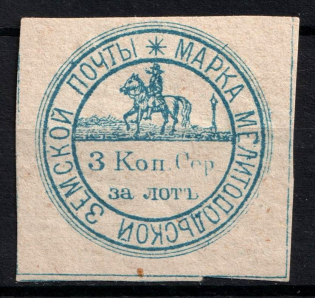 МАРКА МЕЛИТОПОЛЬСКОЙ ЗЕМСКОЙ ПОЧТЫ
3 Коп. Сер
за лотъ